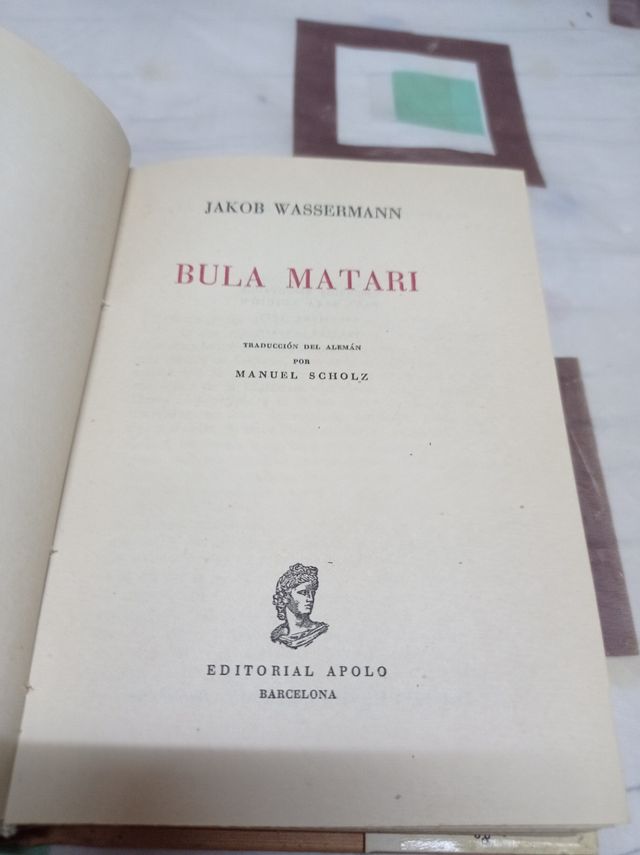 JAKOB WASSERMANN
BULA MATARI
TRADUCCIÓN DEL ALEMÁN
POR
MANUEL SCHOLZ
EDITORIAL APOLO
BARCELONA